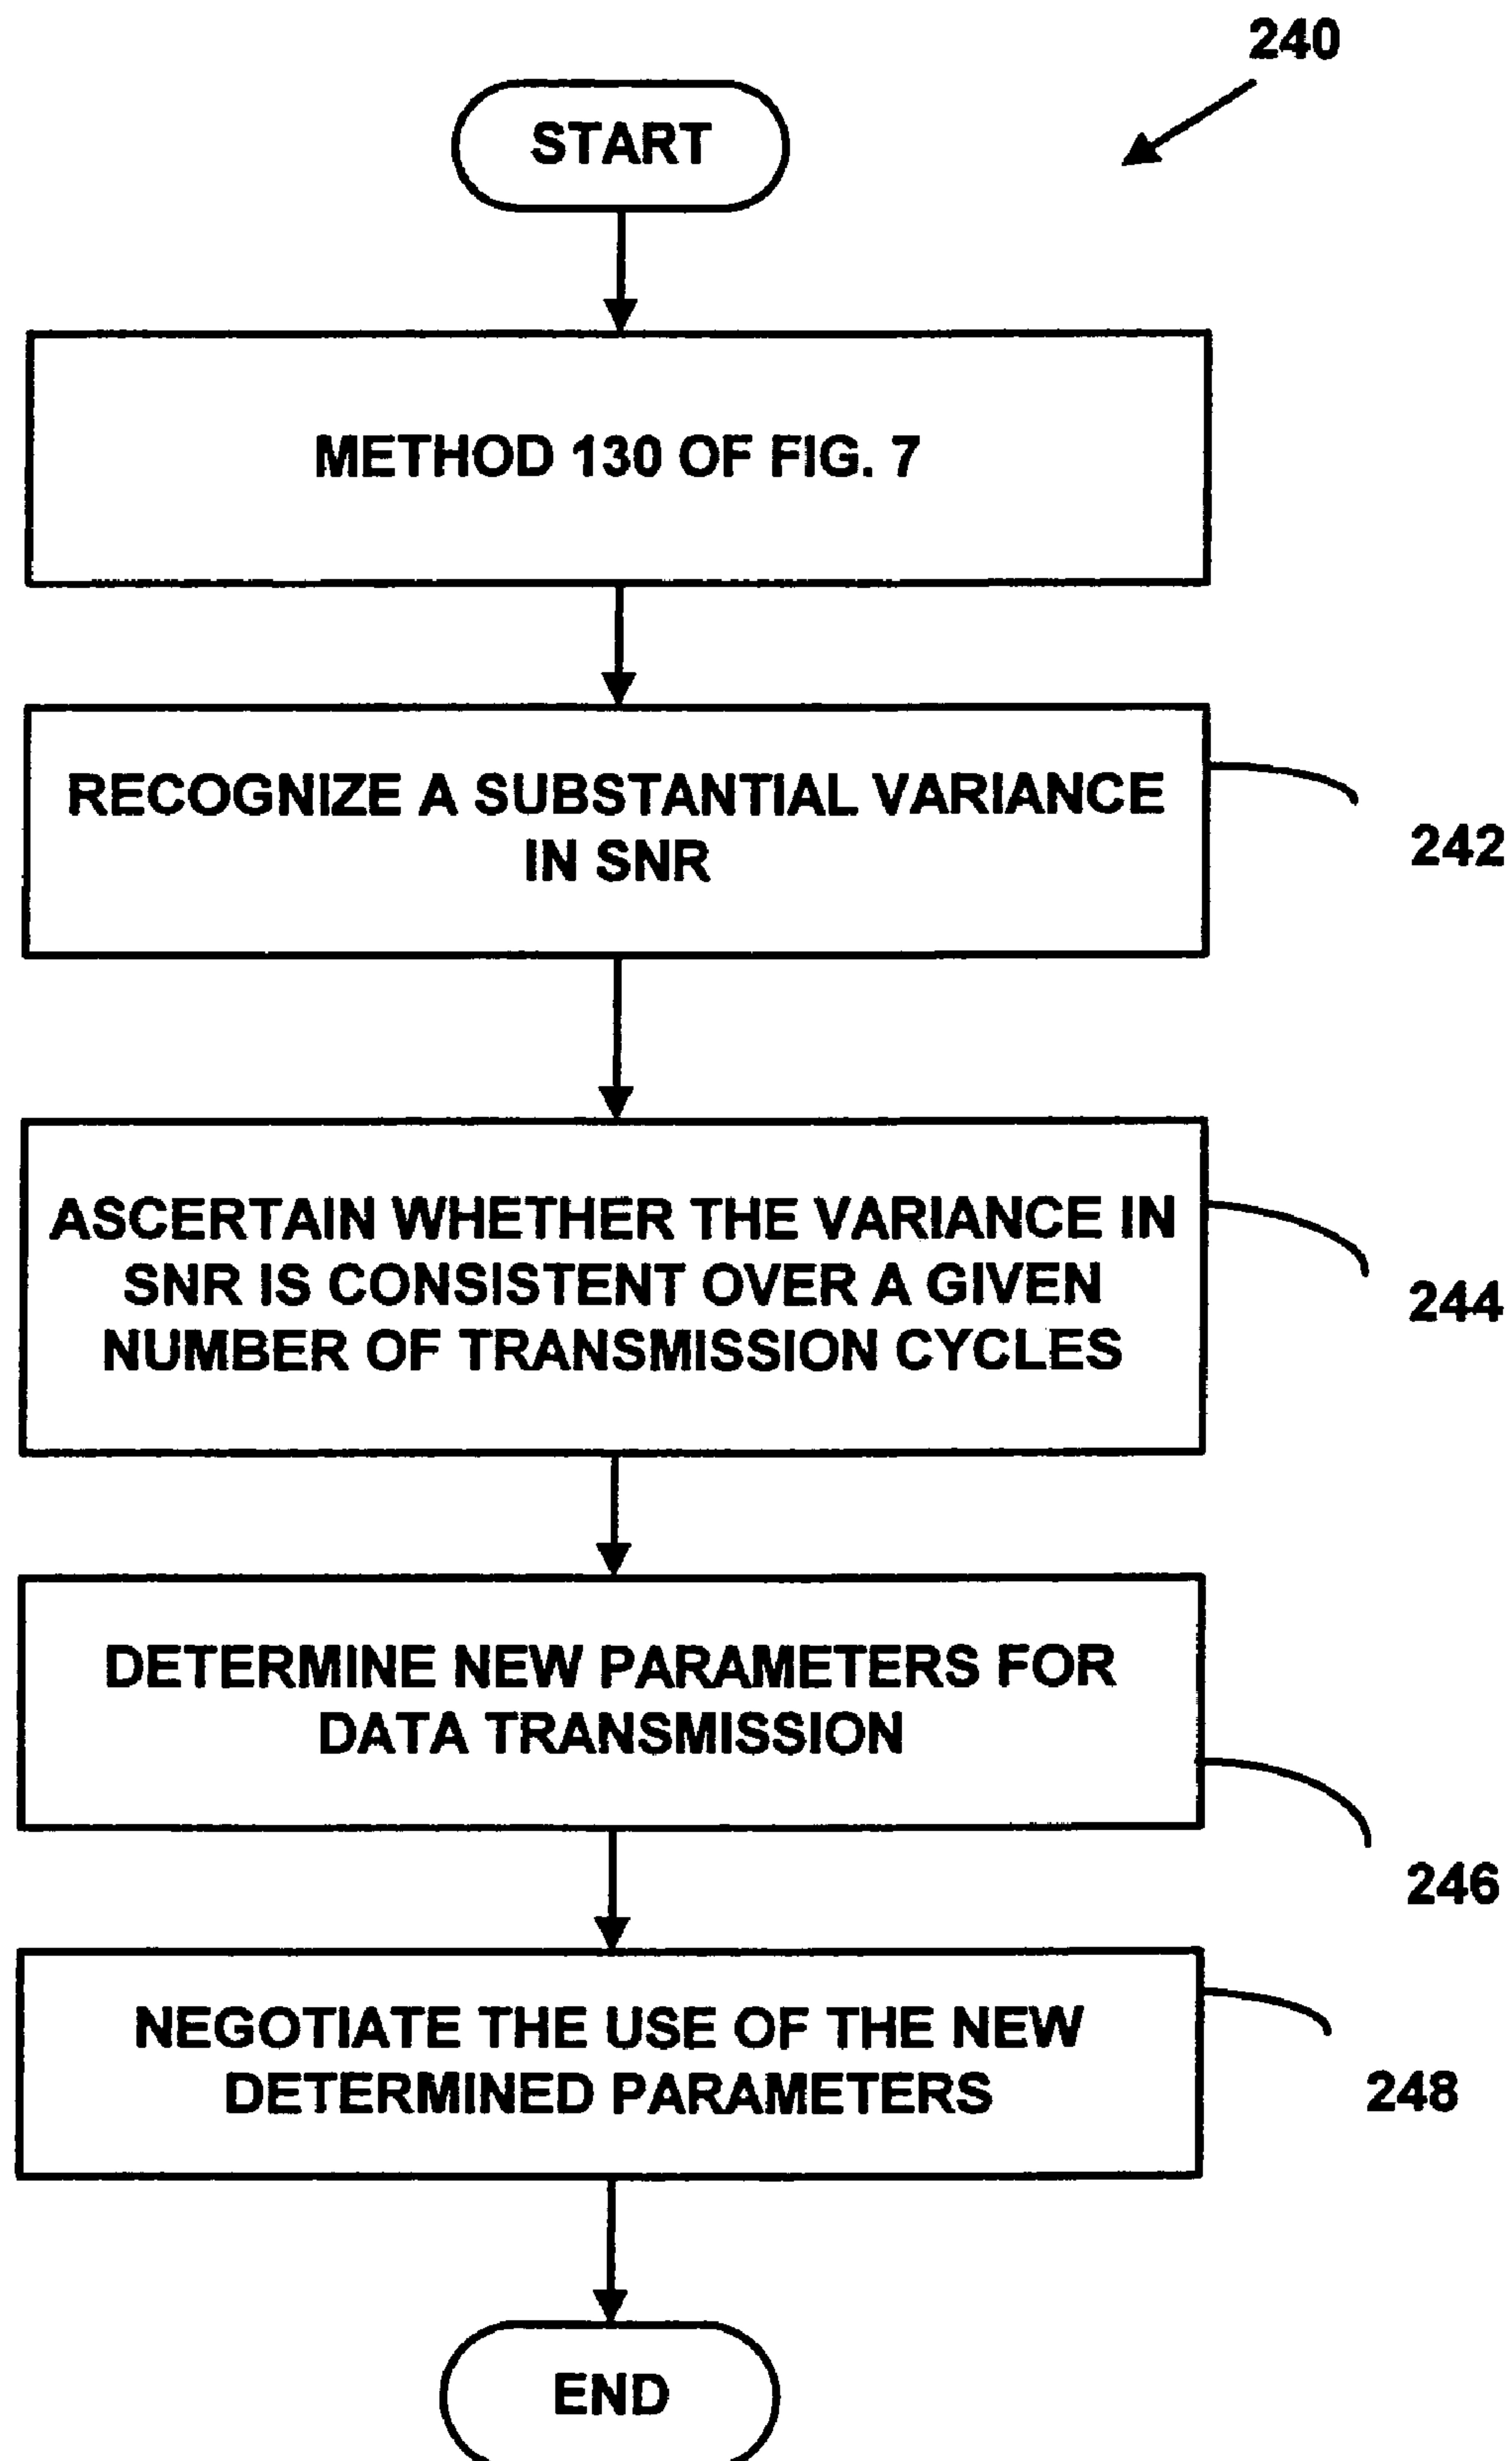 240
START
METHOD 130 OF FIG. 7
RECOGNIZE A SUBSTANTIAL VARIANCE
IN SNR
242
ASCERTAIN WHETHER THE VARIANCE IN
SNR IS CONSISTENT OVER A GIVEN
NUMBER OF TRANSMISSION CYCLES
244
DETERMINE NEW PARAMETERS FOR
DATA TRANSMISSION
246
NEGOTIATE THE USE OF THE NEW
DETERMINED PARAMETERS
248
END